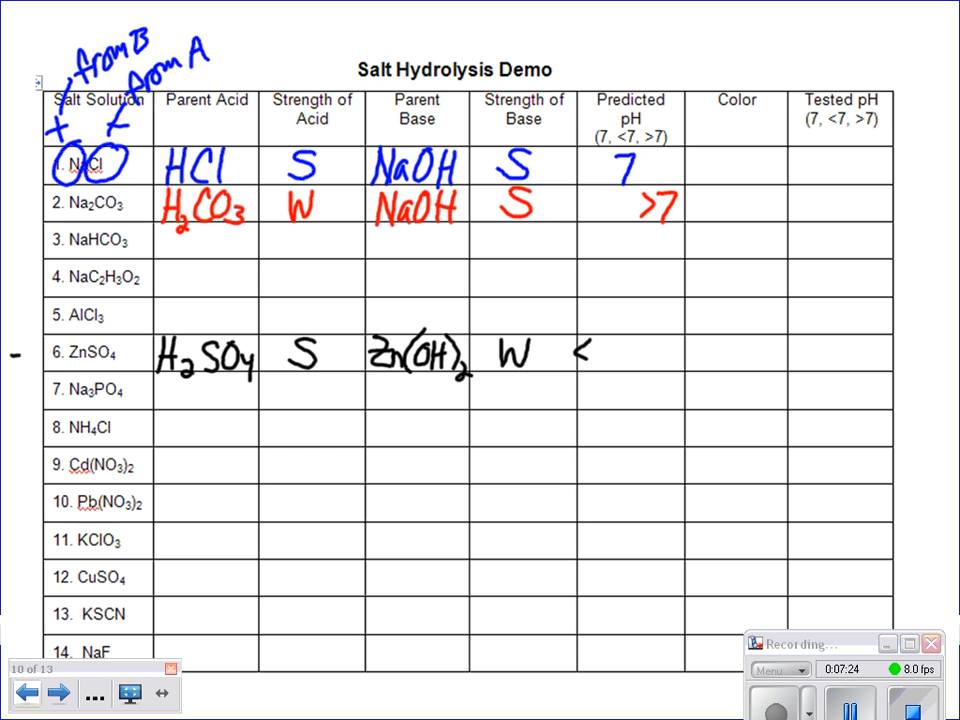 from B
from A
Salt Hydrolysis Demo
Salt Solution Parent Acid Strength of Acid Parent Base Strength of Base Predicted pH (7, <7, >7) Color Tested pH (7, <7, >7)
+ -
1. NaCl HCl S NaOH S 7
2. Na₂CO₃ H₂CO₃ W NaOH S >7
3. NaHCO₃
4. NaC₂H₃O₂
5. AlCl₃
- 6. ZnSO₄ H₂SO₄ S Zn(OH)₂ W <
7. Na₃PO₄
8. NH₄Cl
9. Cd(NO₃)₂
10. Pb(NO₃)₂
11. KClO₃
12. CuSO₄
13. KSCN
14. NaF
10 of 13
...
Recording...
Menu 0:07:24 8.0 fps